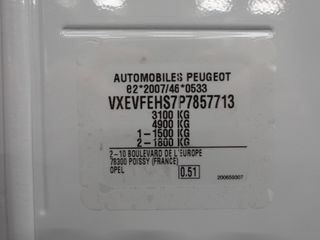 AUTOMOBILES PEUGEOT
e2*2007/46*0533
VXEVFEHS7P7857713
3100 KG
4900 KG
1-1500 KG
2-1800 KG
2-10 BOULEVARD DE L'EUROPE
78300 POISSY (FRANCE)
OPEL 0.51